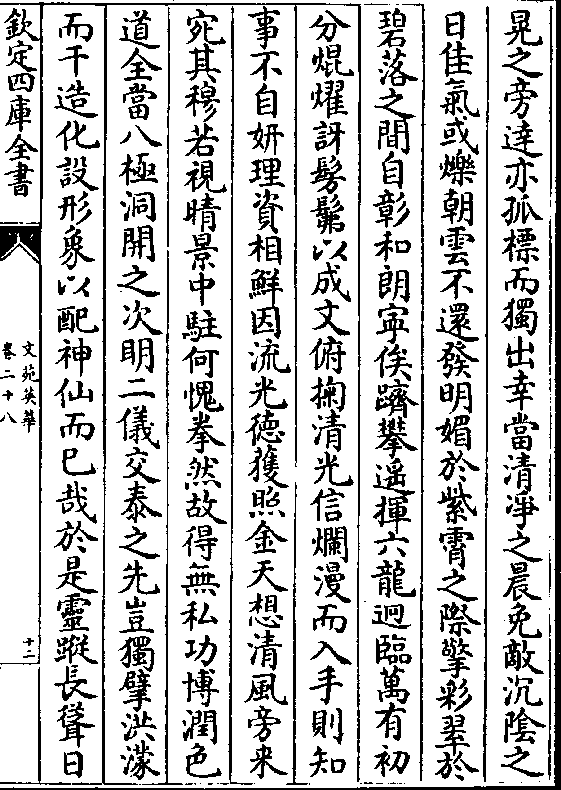 晃之旁達亦孤標而獨出幸當清淨之晨免敵沉陰之
日佳氣或爍朝雲不還發明媚於紫霄之際擎彩翠於
碧落之間自彰和朗寕俟躋攀遥揮六龍迥臨萬有初
分焜燿訝髣髴以成文俯掬清光信爛漫而入手則知
事不自妍理資相鮮因流光徳獲照金天想清風旁来
宛其穆若視晴景中駐何愧拳然故得無私功博潤色
道全當八極洞開之次明二儀交泰之先豈獨擘洪濛
而干造化設形象以配神仙而已哉於是靈蹤長聳日
欽定四庫全書
文苑英華
卷二十八
十二